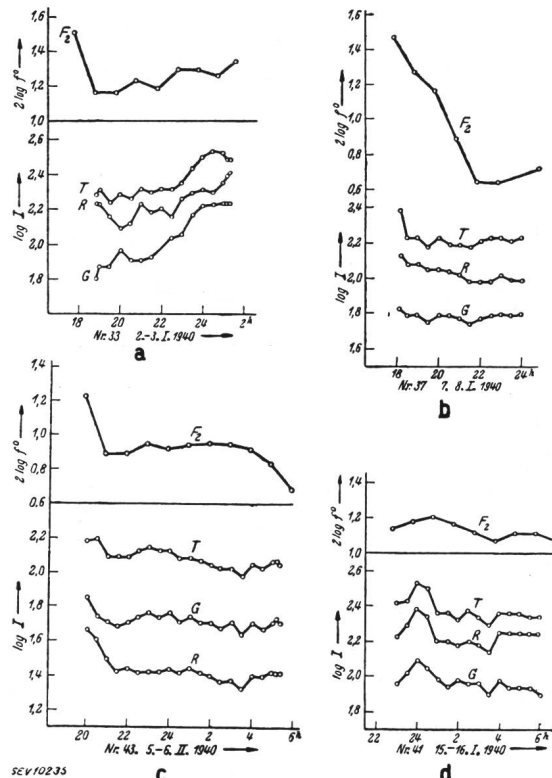 a
2 log f° →
1,6
1,4
1,2
1,0
F2
log I →
2,6
2,4
2,2
2,0
1,8
T
R
G
18 20 22 24 2h
Nr. 33 2.-3. I. 1940 →
a
b
2 log f° →
1,6
1,4
1,2
1,0
0,8
0,6
F2
log I →
2,4
2,2
2,0
1,8
1,6
T
R
G
18 20 22 24h
Nr. 37 7. 8. I. 1940
b
2 log f° →
1,4
1,2
1,0
0,8
0,6
F2
log I →
2,2
2,0
1,8
1,6
1,4
1,2
T
G
R
20 22 24 2 4 6h
Nr. 43. 5.-6. II. 1940 →
c
2 log f° →
1,4
1,2
1,0
F2
log I →
2,6
2,4
2,2
2,0
1,8
T
R
G
22 24 2 4 6h
Nr. 41 15.-16. I. 1940 →
d
SEV10235